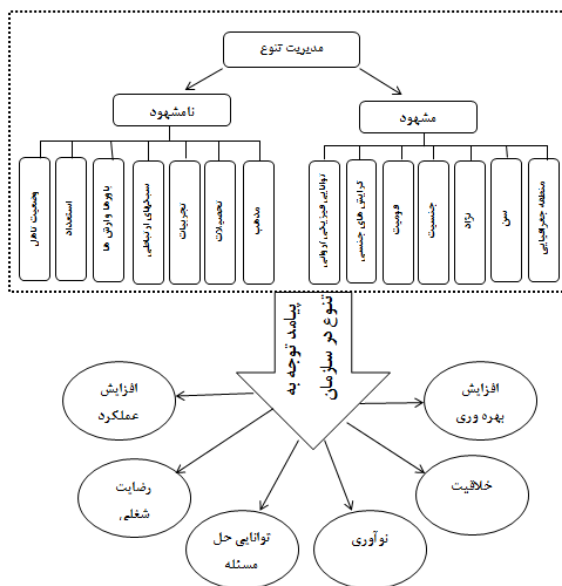 مدیریت تنوع
مشهود
نامشهود
منطقه جغرافیایی
سن
نژاد
جنسیت
قومیت
گرایش های جنسی
توانایی فیزیکی /روانی
مذهب
تجربیات
تحصیلات
سبکهای ارتباطی
باورها و ارزش ها
استعداد
وضعیت تاهل
پیامد توجه به
تنوع در سازمان
افزایش
بهره وری
خلاقیت
نوآوری
توانایی حل
مسئله
رضایت
شغلی
افزایش
عملکرد